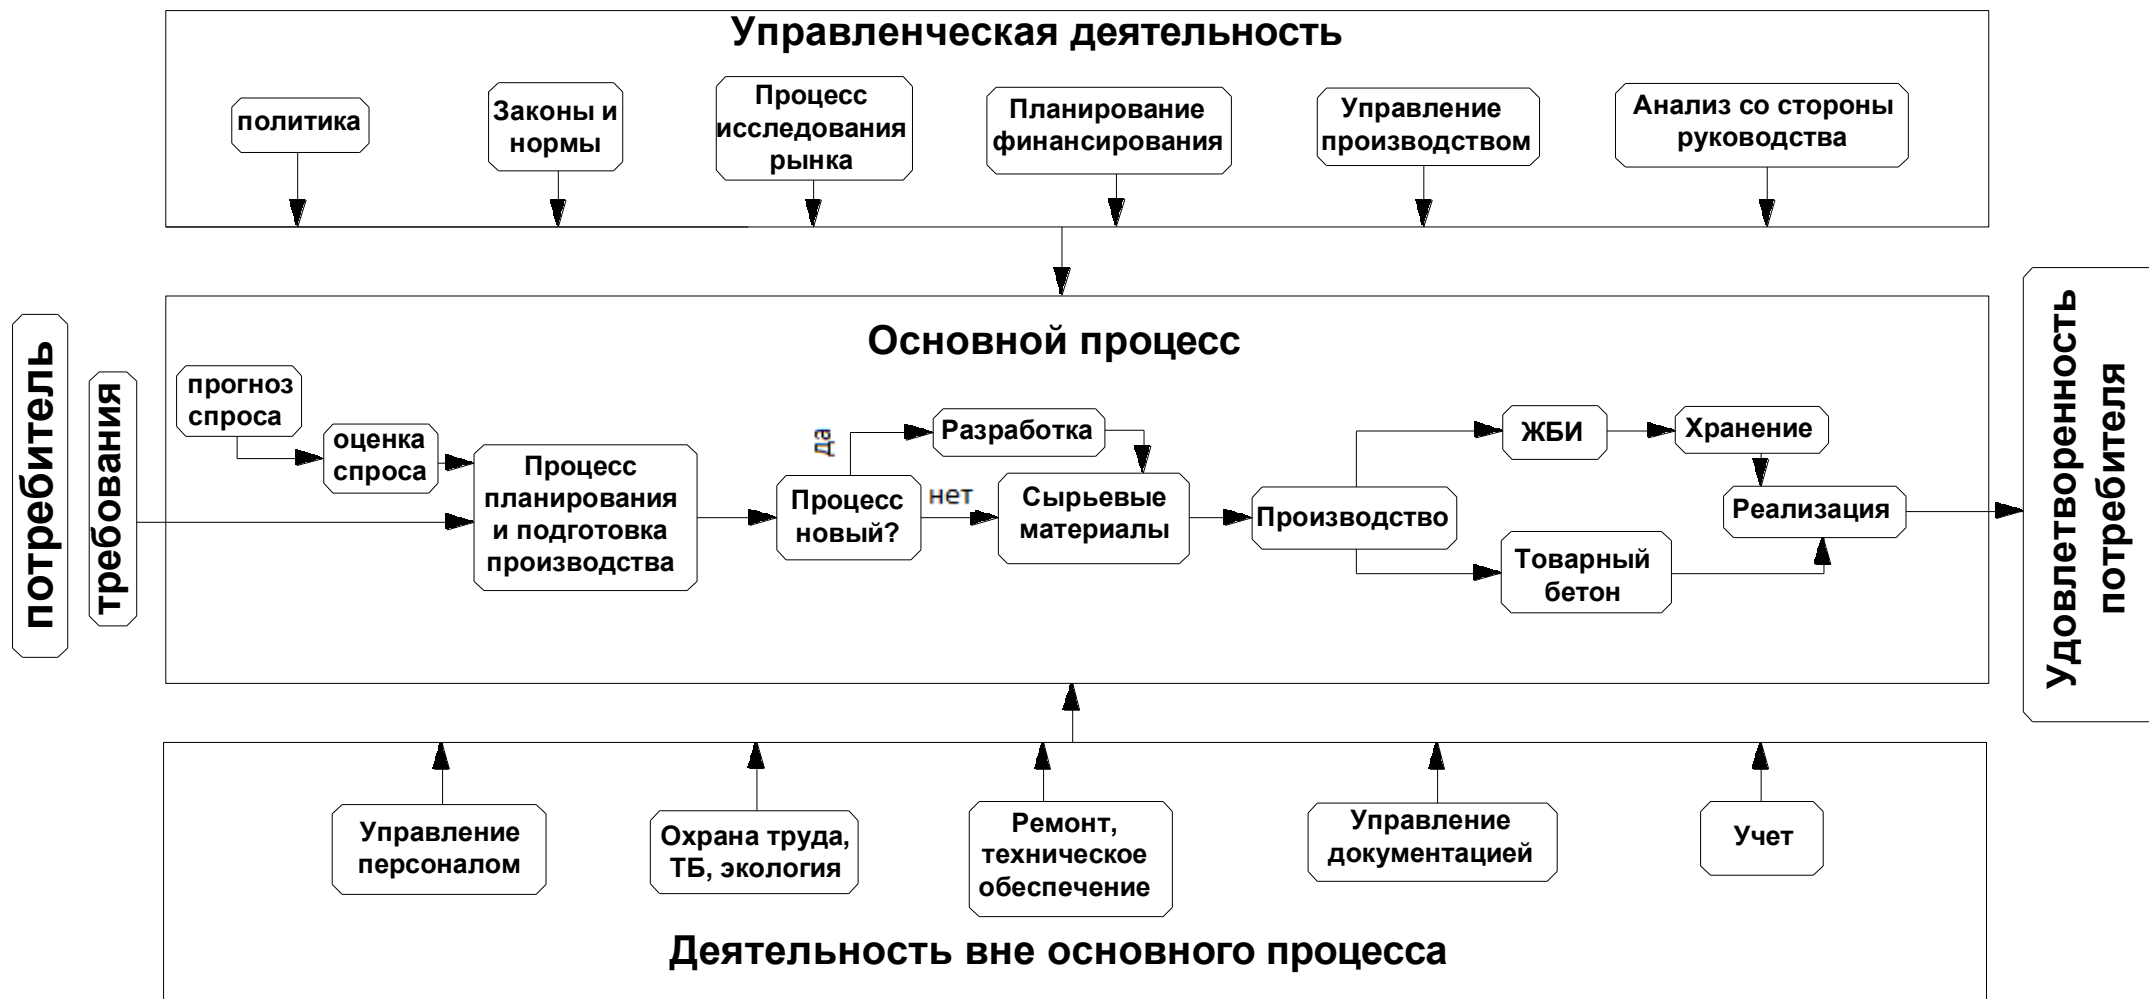 Управленческая деятельность
политика
Законы и
нормы
Процесс
исследования
рынка
Планирование
финансирования
Управление
производством
Анализ со стороны
руководства
потребитель
требования
Основной процесс
прогноз
спроса
оценка
спроса
Процесс
планирования
и подготовка
производства
Процесс
новый?
да
нет
Разработка
Сырьевые
материалы
Производство
ЖБИ
Хранение
Товарный
бетон
Реализация
Удовлетворенность
потребителя
Управление
персоналом
Охрана труда,
ТБ, экология
Ремонт,
техническое
обеспечение
Управление
документацией
Учет
Деятельность вне основного процесса